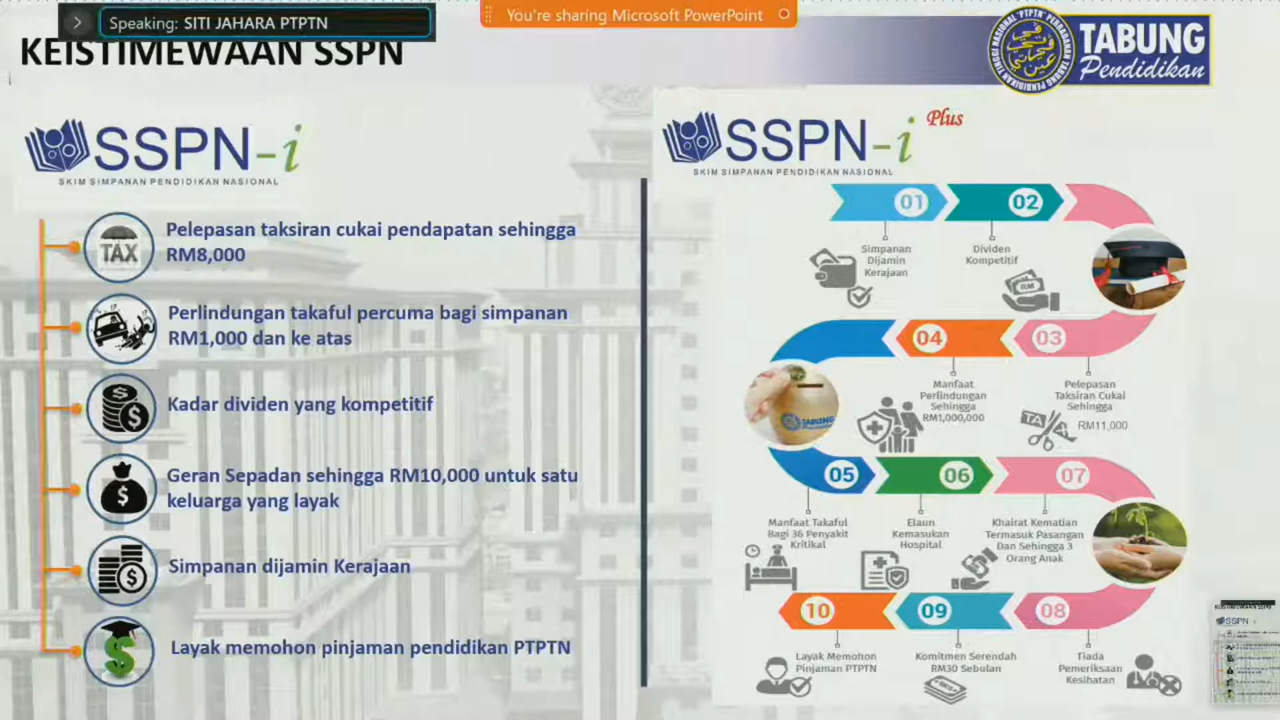 Speaking: SITI JAHARA PTPTN
You're sharing Microsoft PowerPoint
KEISTIMEWAAN SSPN
TABUNG
Pendidikan
SSPN-i
SKIM SIMPANAN PENDIDIKAN NASIONAL
TAX
Pelepasan taksiran cukai pendapatan sehingga
RM8,000
Perlindungan takaful percuma bagi simpanan
RM1,000 dan ke atas
Kadar dividen yang kompetitif
Geran Sepadan sehingga RM10,000 untuk satu
keluarga yang layak
Simpanan dijamin Kerajaan
Layak memohon pinjaman pendidikan PTPTN
SSPN-i Plus
SKIM SIMPANAN PENDIDIKAN NASIONAL
01
Simpanan
Dijamin
Kerajaan
02
Dividen
Kompetitif
RM
03
Pelepasan
Taksiran Cukai
Sehingga
RM11,000
04
Manfaat
Perlindungan
Sehingga
RM1,000,000
TABUNG
05
Manfaat Takaful
Bagi 36 Penyakit
Kritikal
06
Elaun
Kemasukan
Hospital
07
Khairat Kematian
Termasuk Pasangan
Dan Sehingga 3
Orang Anak
08
Tiada
Pemeriksaan
Kesihatan
09
Komitmen Serendah
RM30 Sebulan
10
Layak Memohon
Pinjaman PTPTN